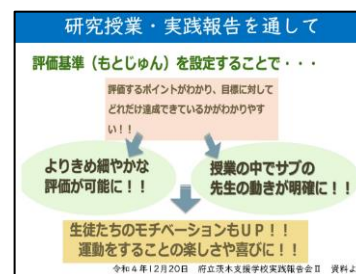 研究授業・実践報告を通して
評価基準（もとじゅん）を設定することで・・・
評価するポイントがわかり、目標に対して
どれだけ達成できているかがわかりやす
い！！
よりきめ細やかな
評価が可能に！！
授業の中でサブの
先生の動きが明確に！！
生徒たちのモチベーションもUP！！
運動をすることの楽しさや喜びに！！
令和４年１２月２０日　府立茨木支援学校実践報告会Ⅱ　資料よ